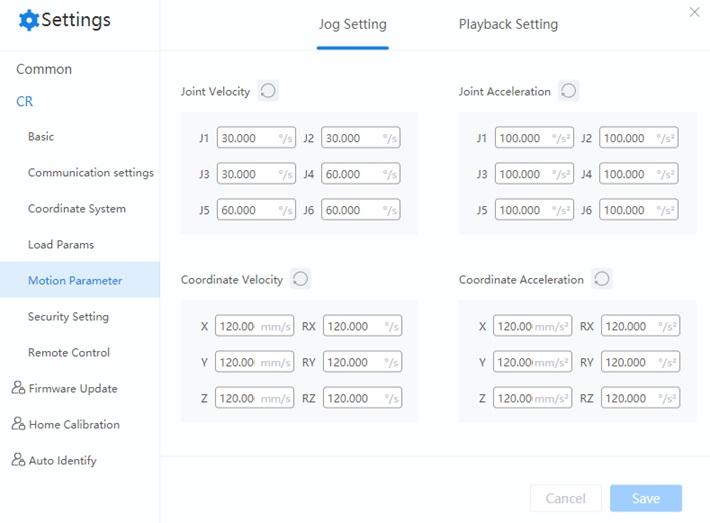 Settings
Jog Setting
Playback Setting
Common
CR
Basic
Communication settings
Coordinate System
Load Params
Motion Parameter
Security Setting
Remote Control
Firmware Update
Home Calibration
Auto Identify
Joint Velocity
J1 30.000 °/s J2 30.000 °/s
J3 30.000 °/s J4 60.000 °/s
J5 60.000 °/s J6 60.000 °/s
Joint Acceleration
J1 100.000 °/s² J2 100.000 °/s²
J3 100.000 °/s² J4 100.000 °/s²
J5 100.000 °/s² J6 100.000 °/s²
Coordinate Velocity
X 120.00 mm/s RX 120.000 °/s
Y 120.00 mm/s RY 120.000 °/s
Z 120.00 mm/s RZ 120.000 °/s
Coordinate Acceleration
X 120.00 mm/s² RX 120.000 °/s²
Y 120.00 mm/s² RY 120.000 °/s²
Z 120.00 mm/s² RZ 120.000 °/s²
Cancel
Save